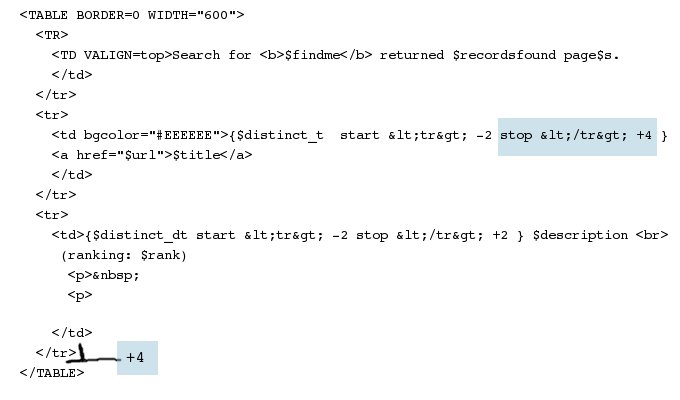 <TABLE BORDER=0 WIDTH="600">
<TR>
<TD VALIGN=top>Search for <b>$findme</b> returned $recordsfound page$s.
</td>
</tr>
<tr>
<td bgcolor="#EEEEEE">{$distinct_t start &lt;tr&gt; -2 stop &lt;/tr&gt; +4 }
<a href="$url">$title</a>
</td>
</tr>
<tr>
<td>{$distinct_dt start &lt;tr&gt; -2 stop &lt;/tr&gt; +2 } $description <br>
(ranking: $rank)
<p>&nbsp;
<p>
</td>
</tr> +4
</TABLE>